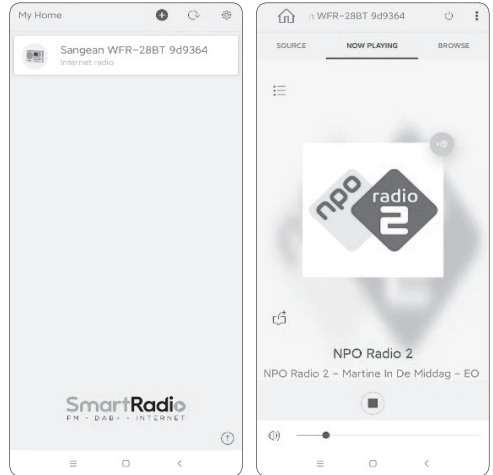 My Home
Sangean WFR-28BT 9d9364
Internet radio
SmartRadio
FM - DAB+ - INTERNET
WFR-28BT 9d9364
SOURCE
NOW PLAYING
BROWSE
npo
radio
2
NPO Radio 2
NPO Radio 2 - Martine In De Middag - EO